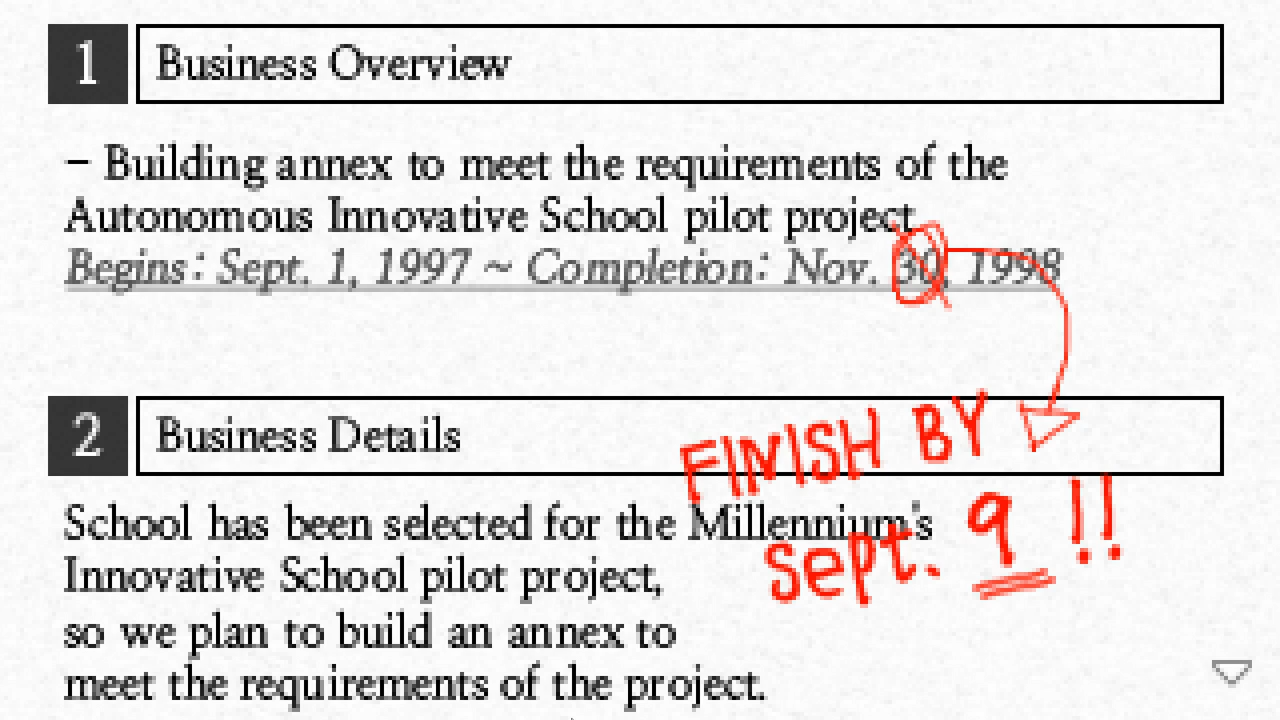 1 Business Overview
– Building annex to meet the requirements of the
Autonomous Innovative School pilot project
Begins: Sept. 1, 1997 ~ Completion: Nov. 30, 1998
2 Business Details
FINISH BY
Sept. 9 !!
School has been selected for the Millennium's
Innovative School pilot project,
so we plan to build an annex to
meet the requirements of the project.